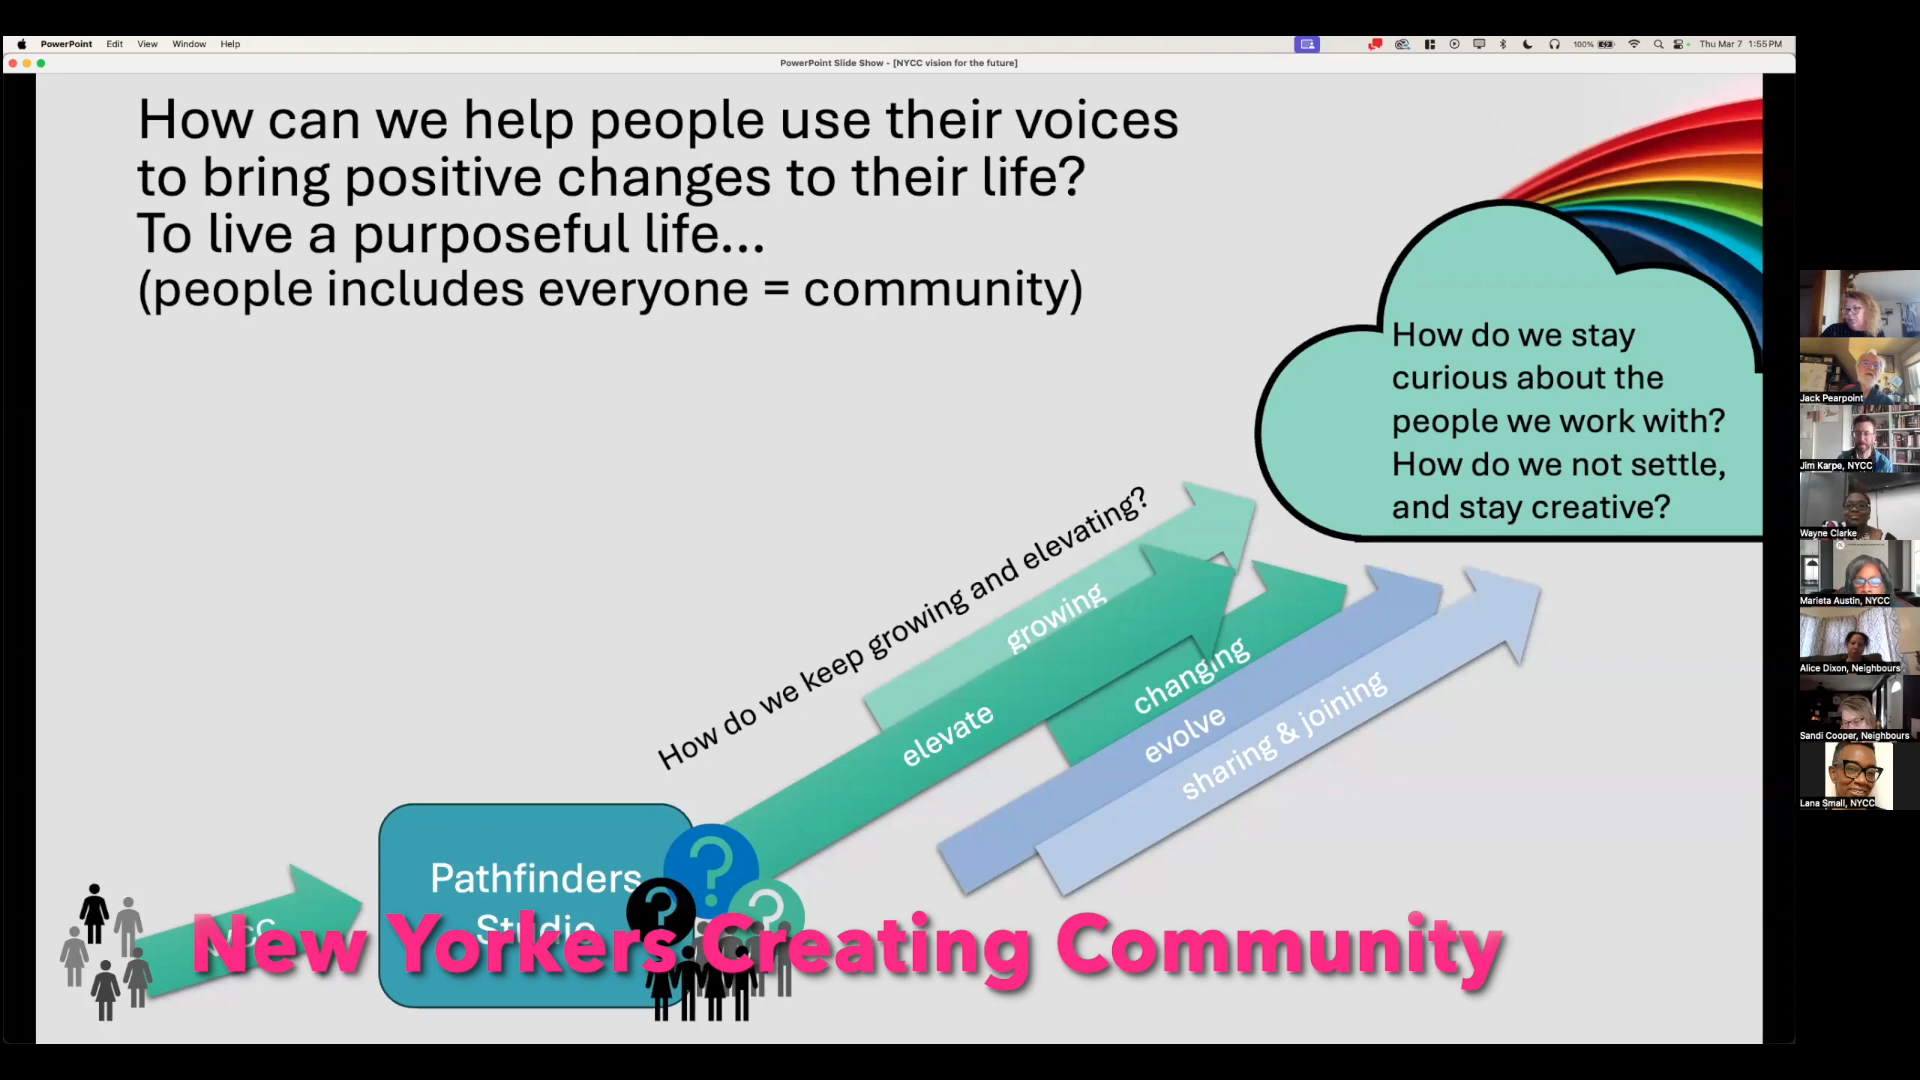 PowerPoint Edit View Window Help
100% Thu Mar 7 1:55 PM
PowerPoint Slide Show - [NYCC vision for the future]
How can we help people use their voices
to bring positive changes to their life?
To live a purposeful life...
(people includes everyone = community)
How do we stay
curious about the
people we work with?
How do we not settle,
and stay creative?
How do we keep growing and elevating?
growing
elevate
changing
evolve
sharing & joining
Pathfinders
Studio
? ? ?
New Yorkers Creating Community
Jack Pearpoint
Jim Karpe, NYCC
Wayne Clarke
Marieta Austin, NYCC
Alice Dixon, Neighbours
Sandi Cooper, Neighbours
Lana Small, NYCC